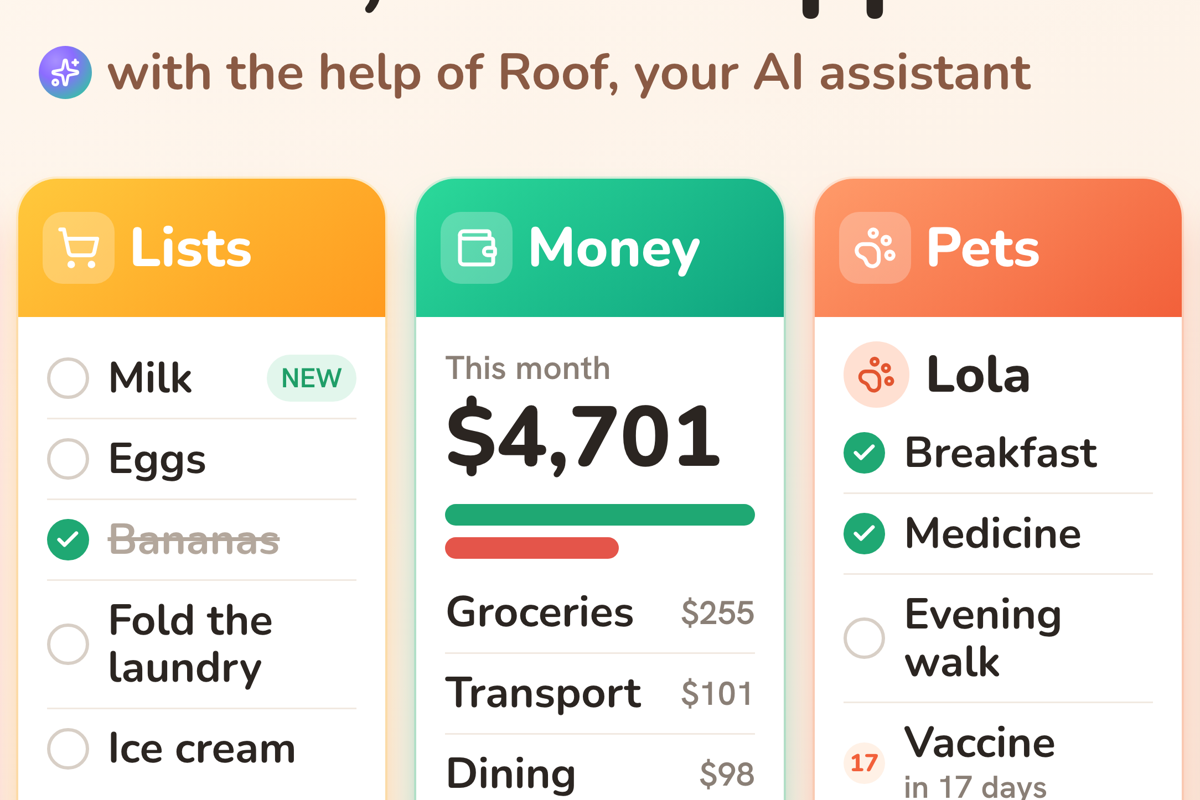 with the help of Roof, your AI assistant
Lists
Milk
NEW
Eggs
Bananas
Fold the
laundry
Ice cream
Money
This month
$4,701
Groceries
$255
Transport
$101
Dining
$98
Pets
Lola
Breakfast
Medicine
Evening
walk
17
Vaccine
in 17 days